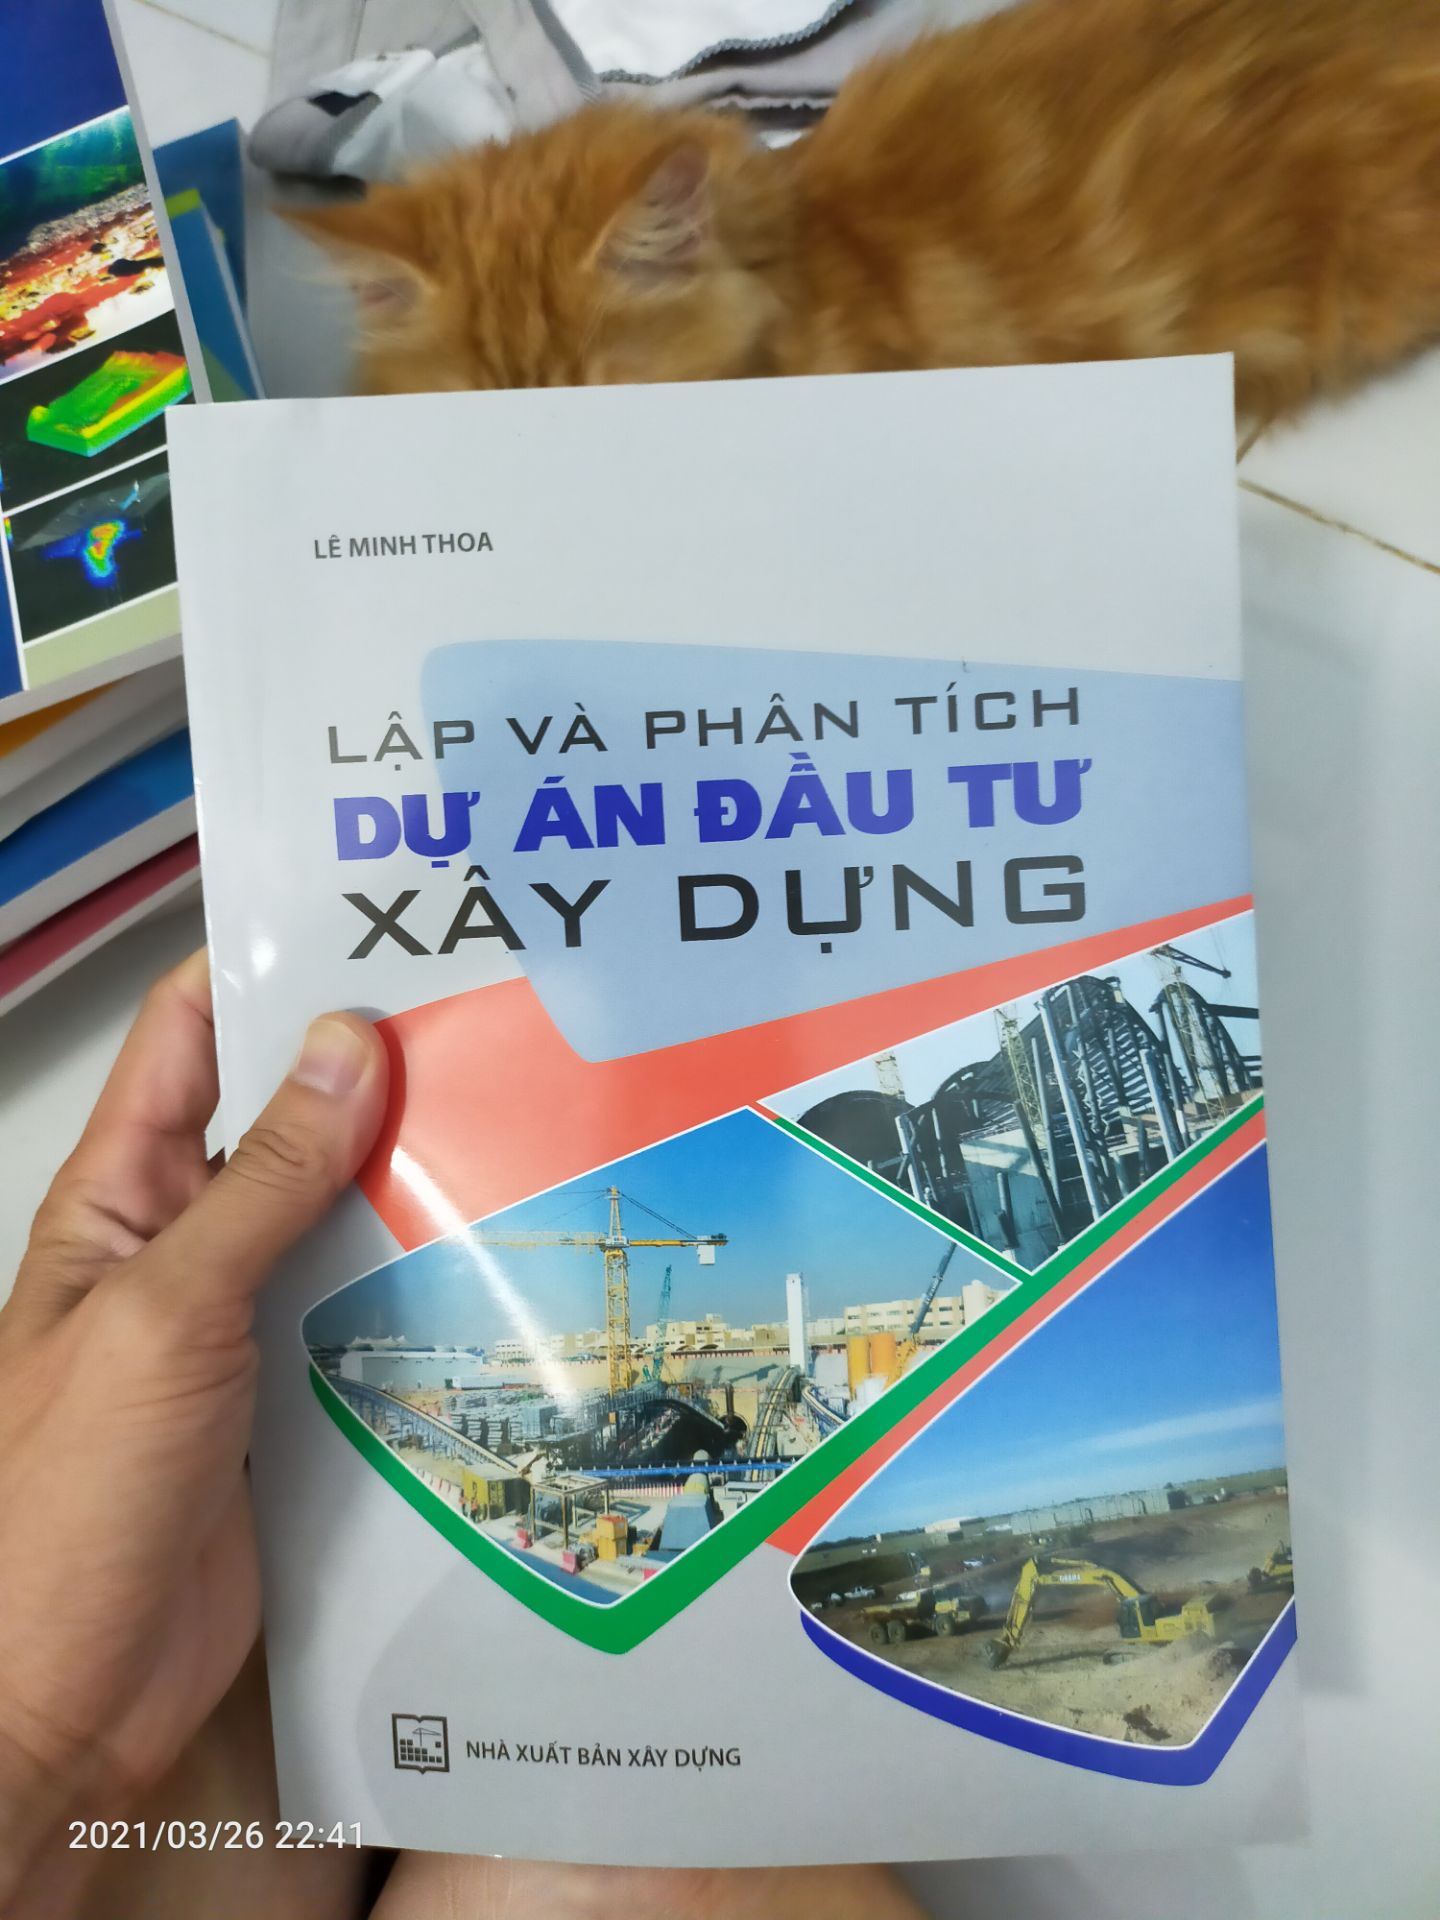 LÊ MINH THOA
LẬP VÀ PHÂN TÍCH
DỰ ÁN ĐẦU TƯ
XÂY DỰNG
NHÀ XUẤT BẢN XÂY DỰNG
2021/03/26 22:41